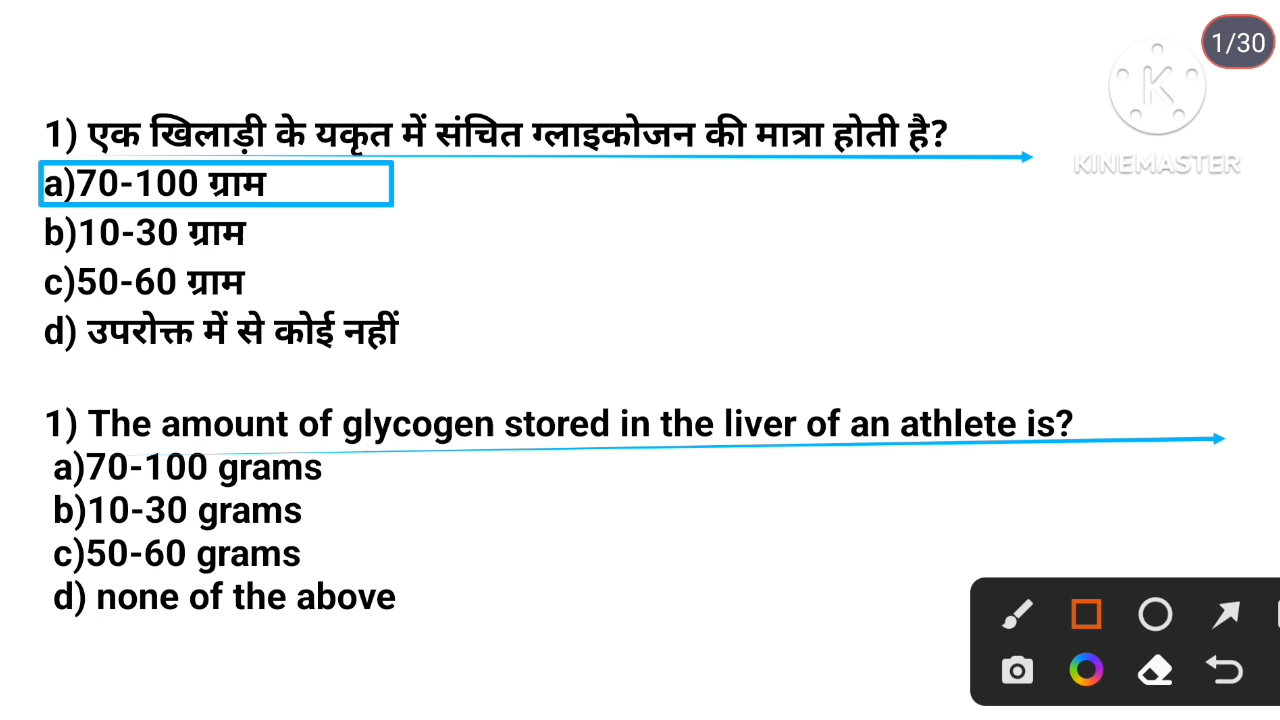 1/30
K
KINEMASTER
1) एक खिलाड़ी के यकृत में संचित ग्लाइकोजन की मात्रा होती है?
a)70-100 ग्राम
b)10-30 ग्राम
c)50-60 ग्राम
d) उपरोक्त में से कोई नहीं
1) The amount of glycogen stored in the liver of an athlete is?
a)70-100 grams
b)10-30 grams
c)50-60 grams
d) none of the above